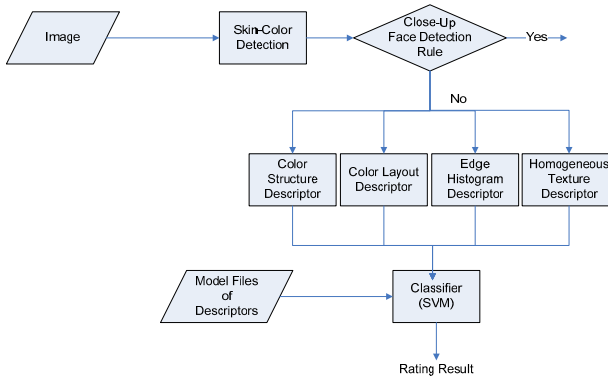 Image
Skin-Color
Detection
Close-Up
Face Detection
Rule
Yes
No
Color
Structure
Descriptor
Color Layout
Descriptor
Edge
Histogram
Descriptor
Homogeneous
Texture
Descriptor
Model Files
of
Descriptors
Classifier
(SVM)
Rating Result